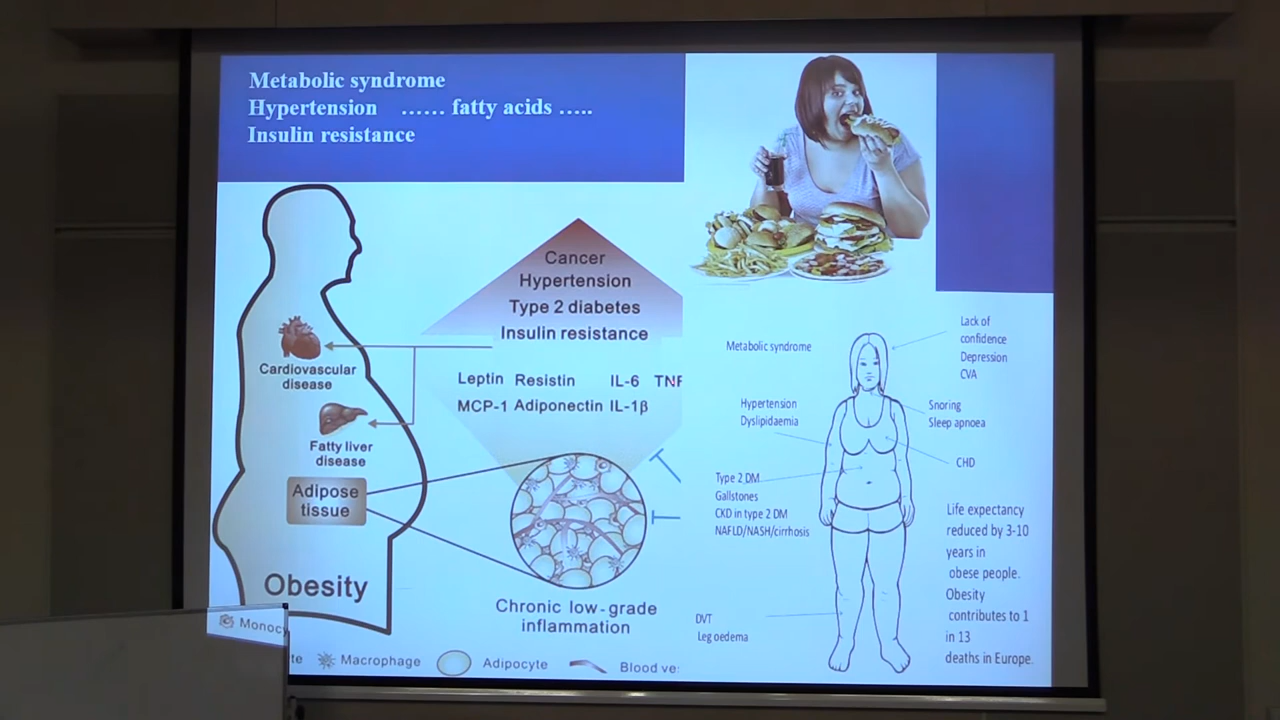 Metabolic syndrome
Hypertension ...... fatty acids .....
Insulin resistance
Cancer
Hypertension
Type 2 diabetes
Insulin resistance
Cardiovascular
disease
Leptin Resistin IL-6 TNF
MCP-1 Adiponectin IL-1β
Fatty liver
disease
Adipose
tissue
Obesity
Chronic low-grade
inflammation
Monocy
te Macrophage Adipocyte Blood ve
Metabolic syndrome
Lack of
confidence
Depression
CVA
Hypertension
Dyslipidaemia
Snoring
Sleep apnoea
CHD
Type 2 DM
Gallstones
CKD in type 2 DM
NAFLD/NASH/cirrhosis
Life expectancy
reduced by 3-10
years in
obese people.
Obesity
contributes to 1
in 13
deaths in Europe.
DVT
Leg oedema